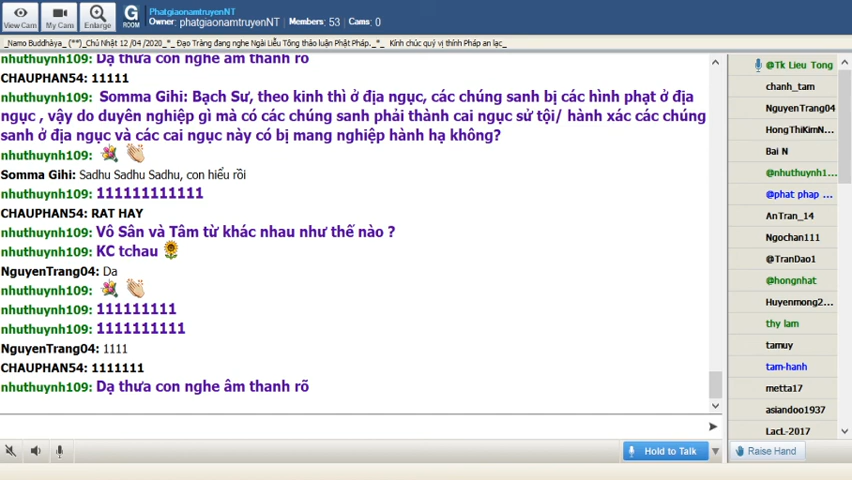 View Cam
My Cam
Enlarge
G
ROOM
PhatgiaonamtruyenNT
Owner: phatgiaonamtruyenNT | Members: 53 | Cams: 0
_Namo Buddhàya_ (**)_Chủ Nhật 12 /04 /2020_*_ Đạo Tràng đang nghe Ngài Liễu Tông thảo luận Phật Pháp._*_ Kính chúc quý vị thính Pháp an lạc_
nhuthuynh109: Dạ thưa con nghe âm thanh rõ
CHAUPHAN54: 11111
nhuthuynh109: Somma Gihi: Bạch Sư, theo kinh thì ở địa ngục, các chúng sanh bị các hình phạt ở địa
ngục , vậy do duyên nghiệp gì mà có các chúng sanh phải thành cai ngục sử tội/ hành xác các chúng
sanh ở địa ngục và các cai ngục này có bị mang nghiệp hành hạ không?
nhuthuynh109:
Somma Gihi: Sadhu Sadhu Sadhu, con hiểu rồi
nhuthuynh109: 111111111111
CHAUPHAN54: RAT HAY
nhuthuynh109: Vô Sân và Tâm từ khác nhau như thế nào ?
nhuthuynh109: KC tchau
NguyenTrang04: Da
nhuthuynh109:
nhuthuynh109: 111111111
nhuthuynh109: 1111111111
NguyenTrang04: 1111
CHAUPHAN54: 1111111
nhuthuynh109: Dạ thưa con nghe âm thanh rõ
@Tk Lieu Tong
chanh_tam
NguyenTrang04
HongThiKimN...
Bai N
@nhuthuynh1...
@phat phap ...
AnTran_14
Ngochan111
@TranDao1
@hongnhat
Huyenmong2...
thy lam
tamuy
tam-hanh
metta17
asiandoo1937
LacL-2017
Hold to Talk
Raise Hand